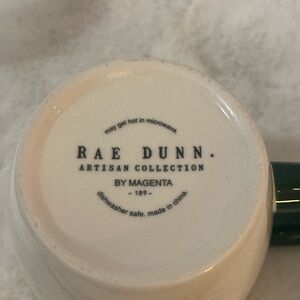 may get hot in microwave.
RAE DUNN.
ARTISAN COLLECTION
BY MAGENTA
- 189 -
dishwasher safe. made in china.